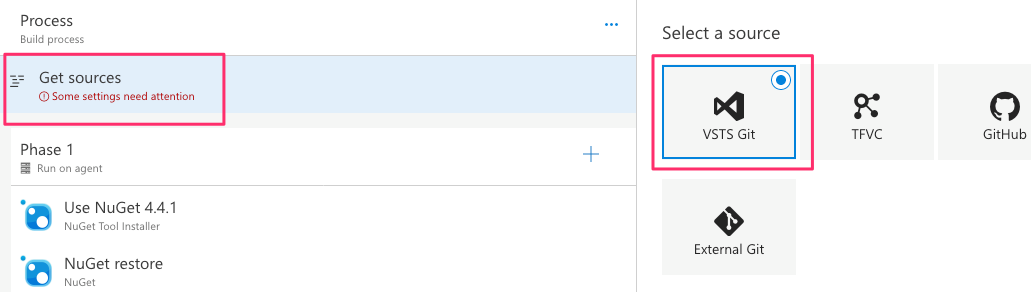 Process
Build process
Get sources
Some settings need attention
Phase 1
Run on agent
Use NuGet 4.4.1
NuGet Tool Installer
NuGet restore
NuGet
Select a source
VSTS Git
TFVC
GitHub
External Git